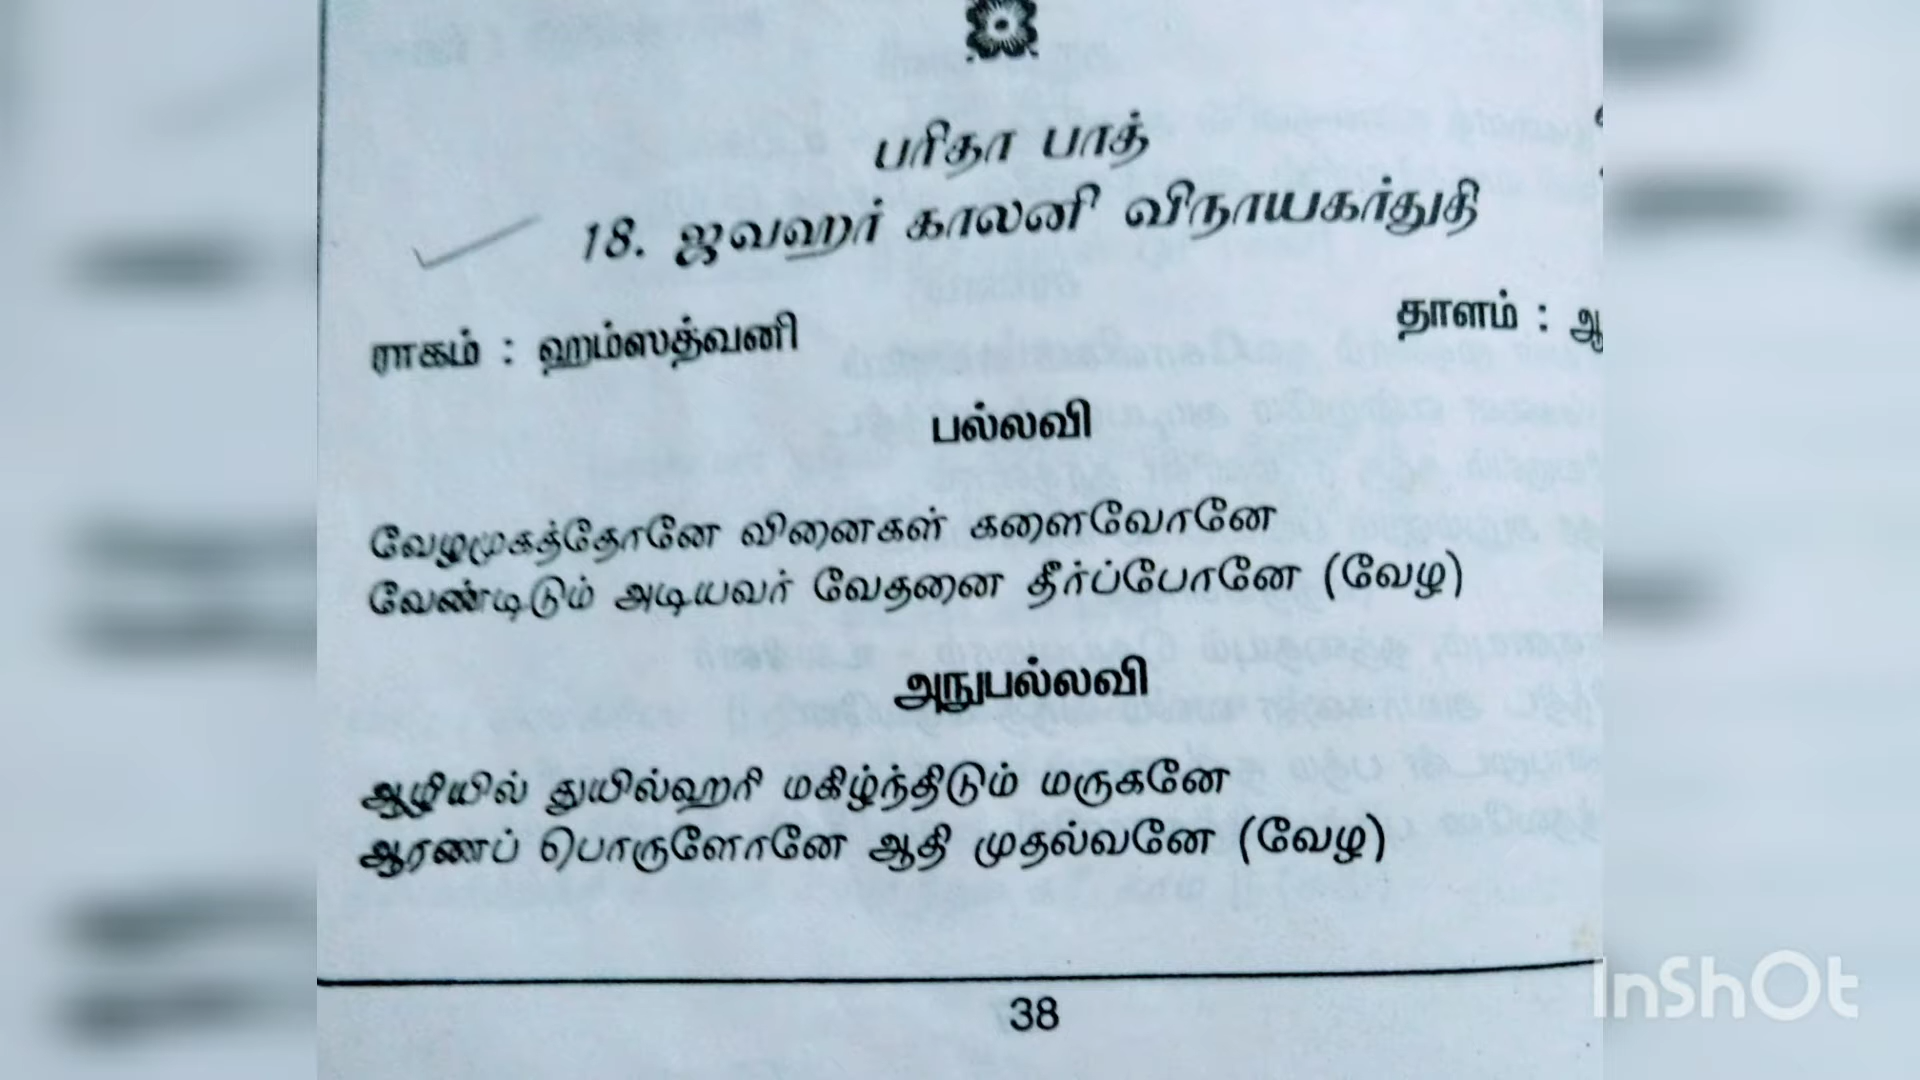 பரிதா பாத்
18. ஜவஹர் காலனி விநாயகர்துதி
ராகம் : ஹம்ஸத்வனி
தாளம் : ஆ
பல்லவி
வேழமுகத்தோனே வினைகள் களைவோனே
வேண்டிடும் அடியவர் வேதனை தீர்ப்போனே (வேழ)
அநுபல்லவி
ஆழியில் துயில்ஹரி மகிழ்ந்திடும் மருகனே
ஆரணப் பொருளோனே ஆதி முதல்வனே (வேழ)
38
InShOt